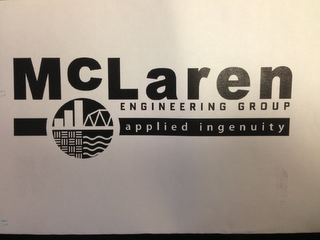 McLaren
ENGINEERING GROUP
applied ingenuity